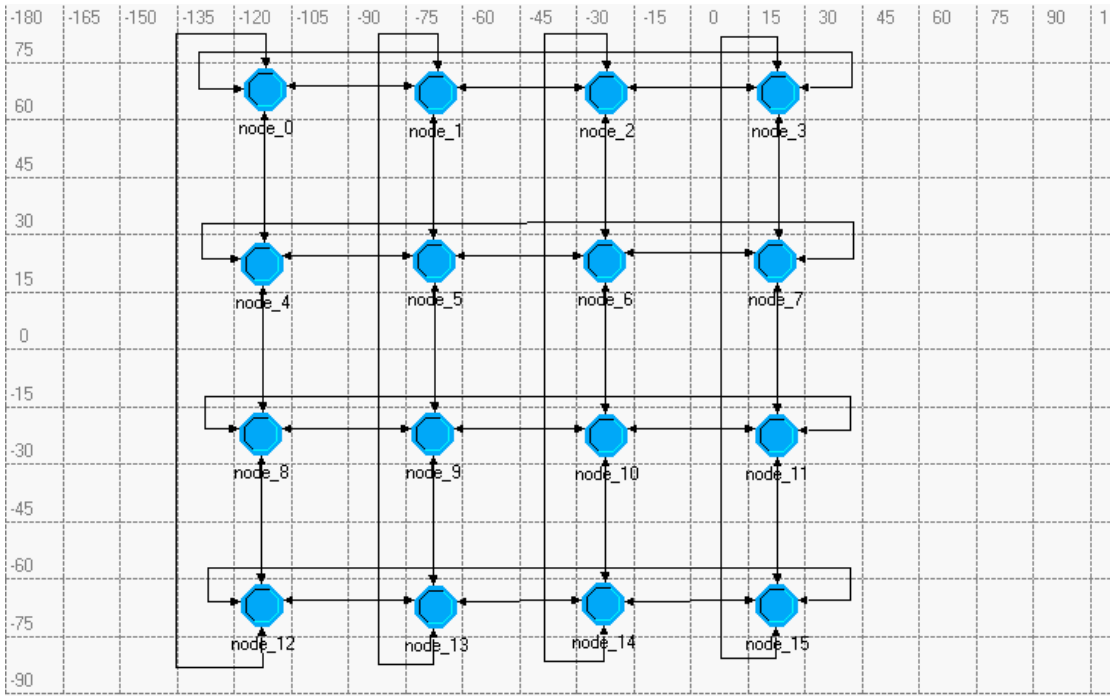 -180 -165 -150 -135 -120 -105 -90 -75 -60 -45 -30 -15 0 15 30 45 60 75 90 1
75
60
node_0 node_1 node_2 node_3
45
30
15
node_4 node_5 node_6 node_7
0
-15
-30
node_8 node_9 node_10 node_11
-45
-60
-75
node_12 node_13 node_14 node_15
-90